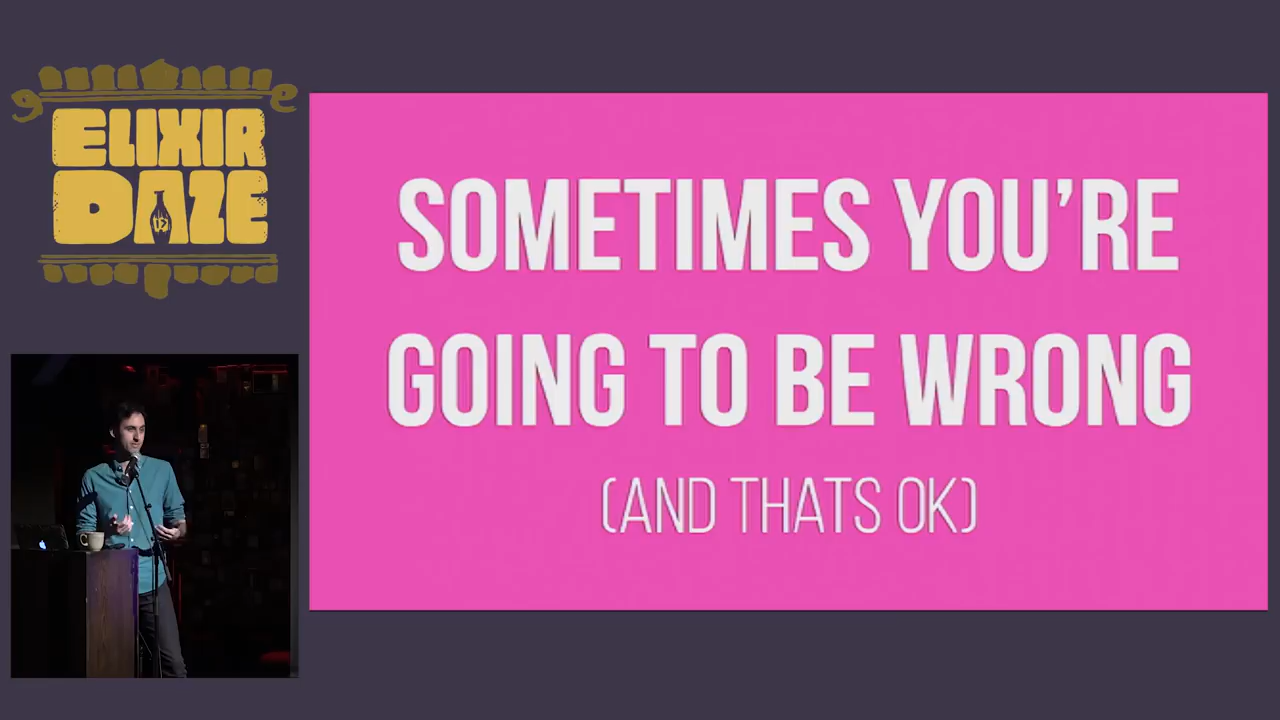 ELIXIR
DAZE
SOMETIMES YOU'RE
GOING TO BE WRONG
(AND THATS OK)